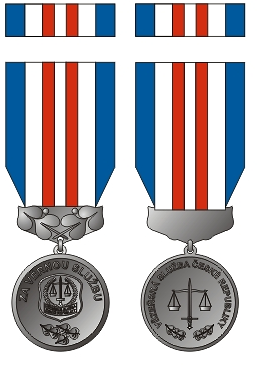 ZA VĚRNOU SLUŽBU
VĚZEŇSKÁ SLUŽBA ČESKÉ REPUBLIKY